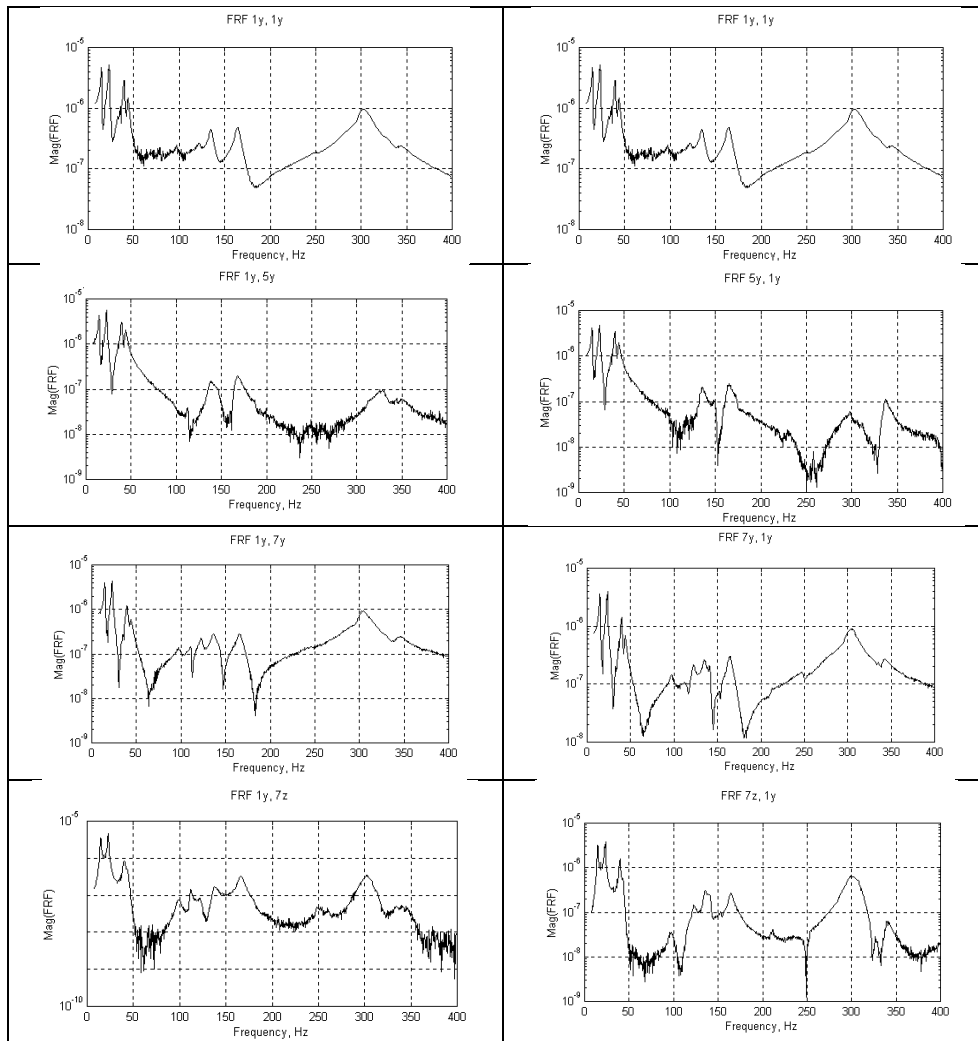 FRF 1y, 1y
10^-5
10^-6
10^-7
10^-8
Mag(FRF)
0 50 100 150 200 250 300 350 400
Frequency, Hz
FRF 1y, 1y
10^-5
10^-6
10^-7
10^-8
Mag(FRF)
0 50 100 150 200 250 300 350 400
Frequency, Hz
FRF 1y, 5y
10^-5
10^-6
10^-7
10^-8
10^-9
Mag(FRF)
0 50 100 150 200 250 300 350 400
Frequency, Hz
FRF 5y, 1y
10^-5
10^-6
10^-7
10^-8
10^-9
Mag(FRF)
0 50 100 150 200 250 300 350 400
Frequency, Hz
FRF 1y, 7y
10^-5
10^-6
10^-7
10^-8
10^-9
Mag(FRF)
0 50 100 150 200 250 300 350 400
Frequency, Hz
FRF 7y, 1y
10^-5
10^-6
10^-7
10^-8
Mag(FRF)
0 50 100 150 200 250 300 350 400
Frequency, Hz
FRF 1y, 7z
10^-5
10^-10
Mag(FRF)
0 50 100 150 200 250 300 350 400
Frequency, Hz
FRF 7z, 1y
10^-5
10^-6
10^-7
10^-8
10^-9
Mag(FRF)
0 50 100 150 200 250 300 350 400
Frequency, Hz